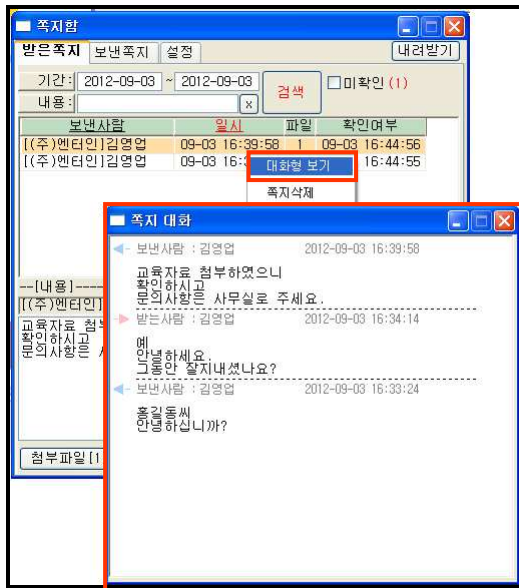 쪽지함
받은쪽지 보낸쪽지 설정 내려받기
기간: 2012-09-03 ~ 2012-09-03 검색 미확인 (1)
내용: x
보낸사람 일시 파일 확인여부
[(주)엔터인]김영업 09-03 16:39:58 1 09-03 16:44:56
[(주)엔터인]김영업 09-03 16:3 16:44:55
대화형 보기
쪽지삭제
--[내용]--
[(주)엔터인]
교육자료 첨부
확인하시고
문의사항은
첨부파일[1
쪽지 대화
보낸사람 : 김영업 2012-09-03 16:39:58
교육자료 첨부하였으니
확인하시고
문의사항은 사무실로 주세요.
받는사람 : 김영업 2012-09-03 16:34:14
예
안녕하세요.
그동안 잘지내셨나요?
보낸사람 : 김영업 2012-09-03 16:33:24
홍길동씨
안녕하십니까?